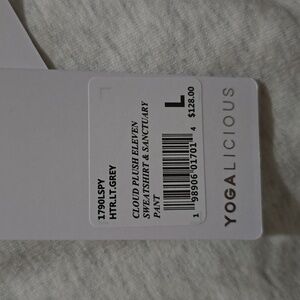 1790LSPY
HTR.LT.GREY
CLOUD PLUSH ELEVEN
SWEATSHIRT & SANCTUARY
PANT
1 98906 01701 4
L
$128.00
YOGALICIOUS